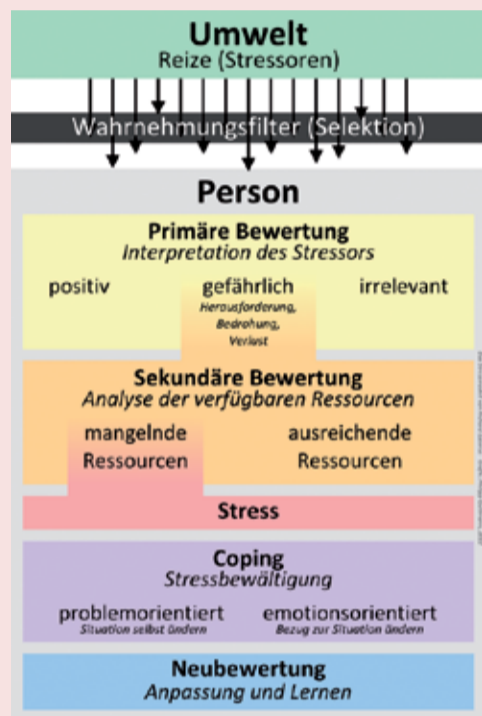 Umwelt
Reize (Stressoren)
Wahrnehmungsfilter (Selektion)
Person
Primäre Bewertung
Interpretation des Stressors
positiv gefährlich irrelevant
Herausforderung,
Bedrohung,
Verlust
Sekundäre Bewertung
Analyse der verfügbaren Ressourcen
mangelnde ausreichende
Ressourcen Ressourcen
Stress
Coping
Stressbewältigung
problemorientiert emotionsorientiert
Situation selbst ändern Bezug zur Situation ändern
Neubewertung
Anpassung und Lernen